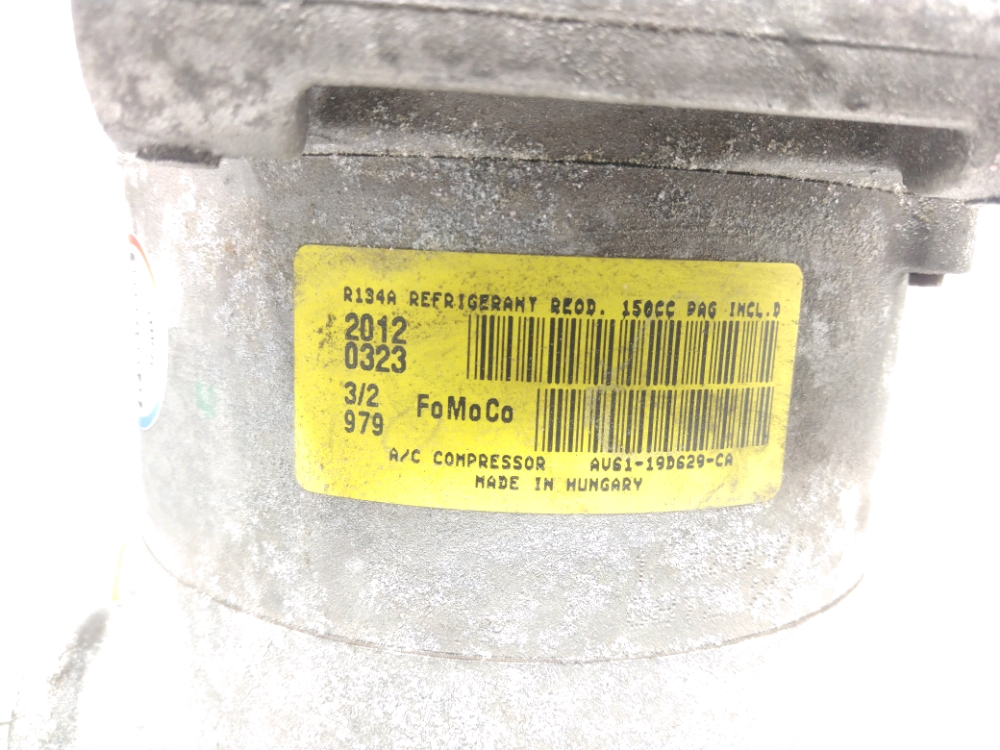 R134A REFRIGERANT REQD. 150CC PAG INCL.D
2012
0323
3/2
979
FoMoCo
A/C COMPRESSOR AV61-19D629-CA
MADE IN HUNGARY